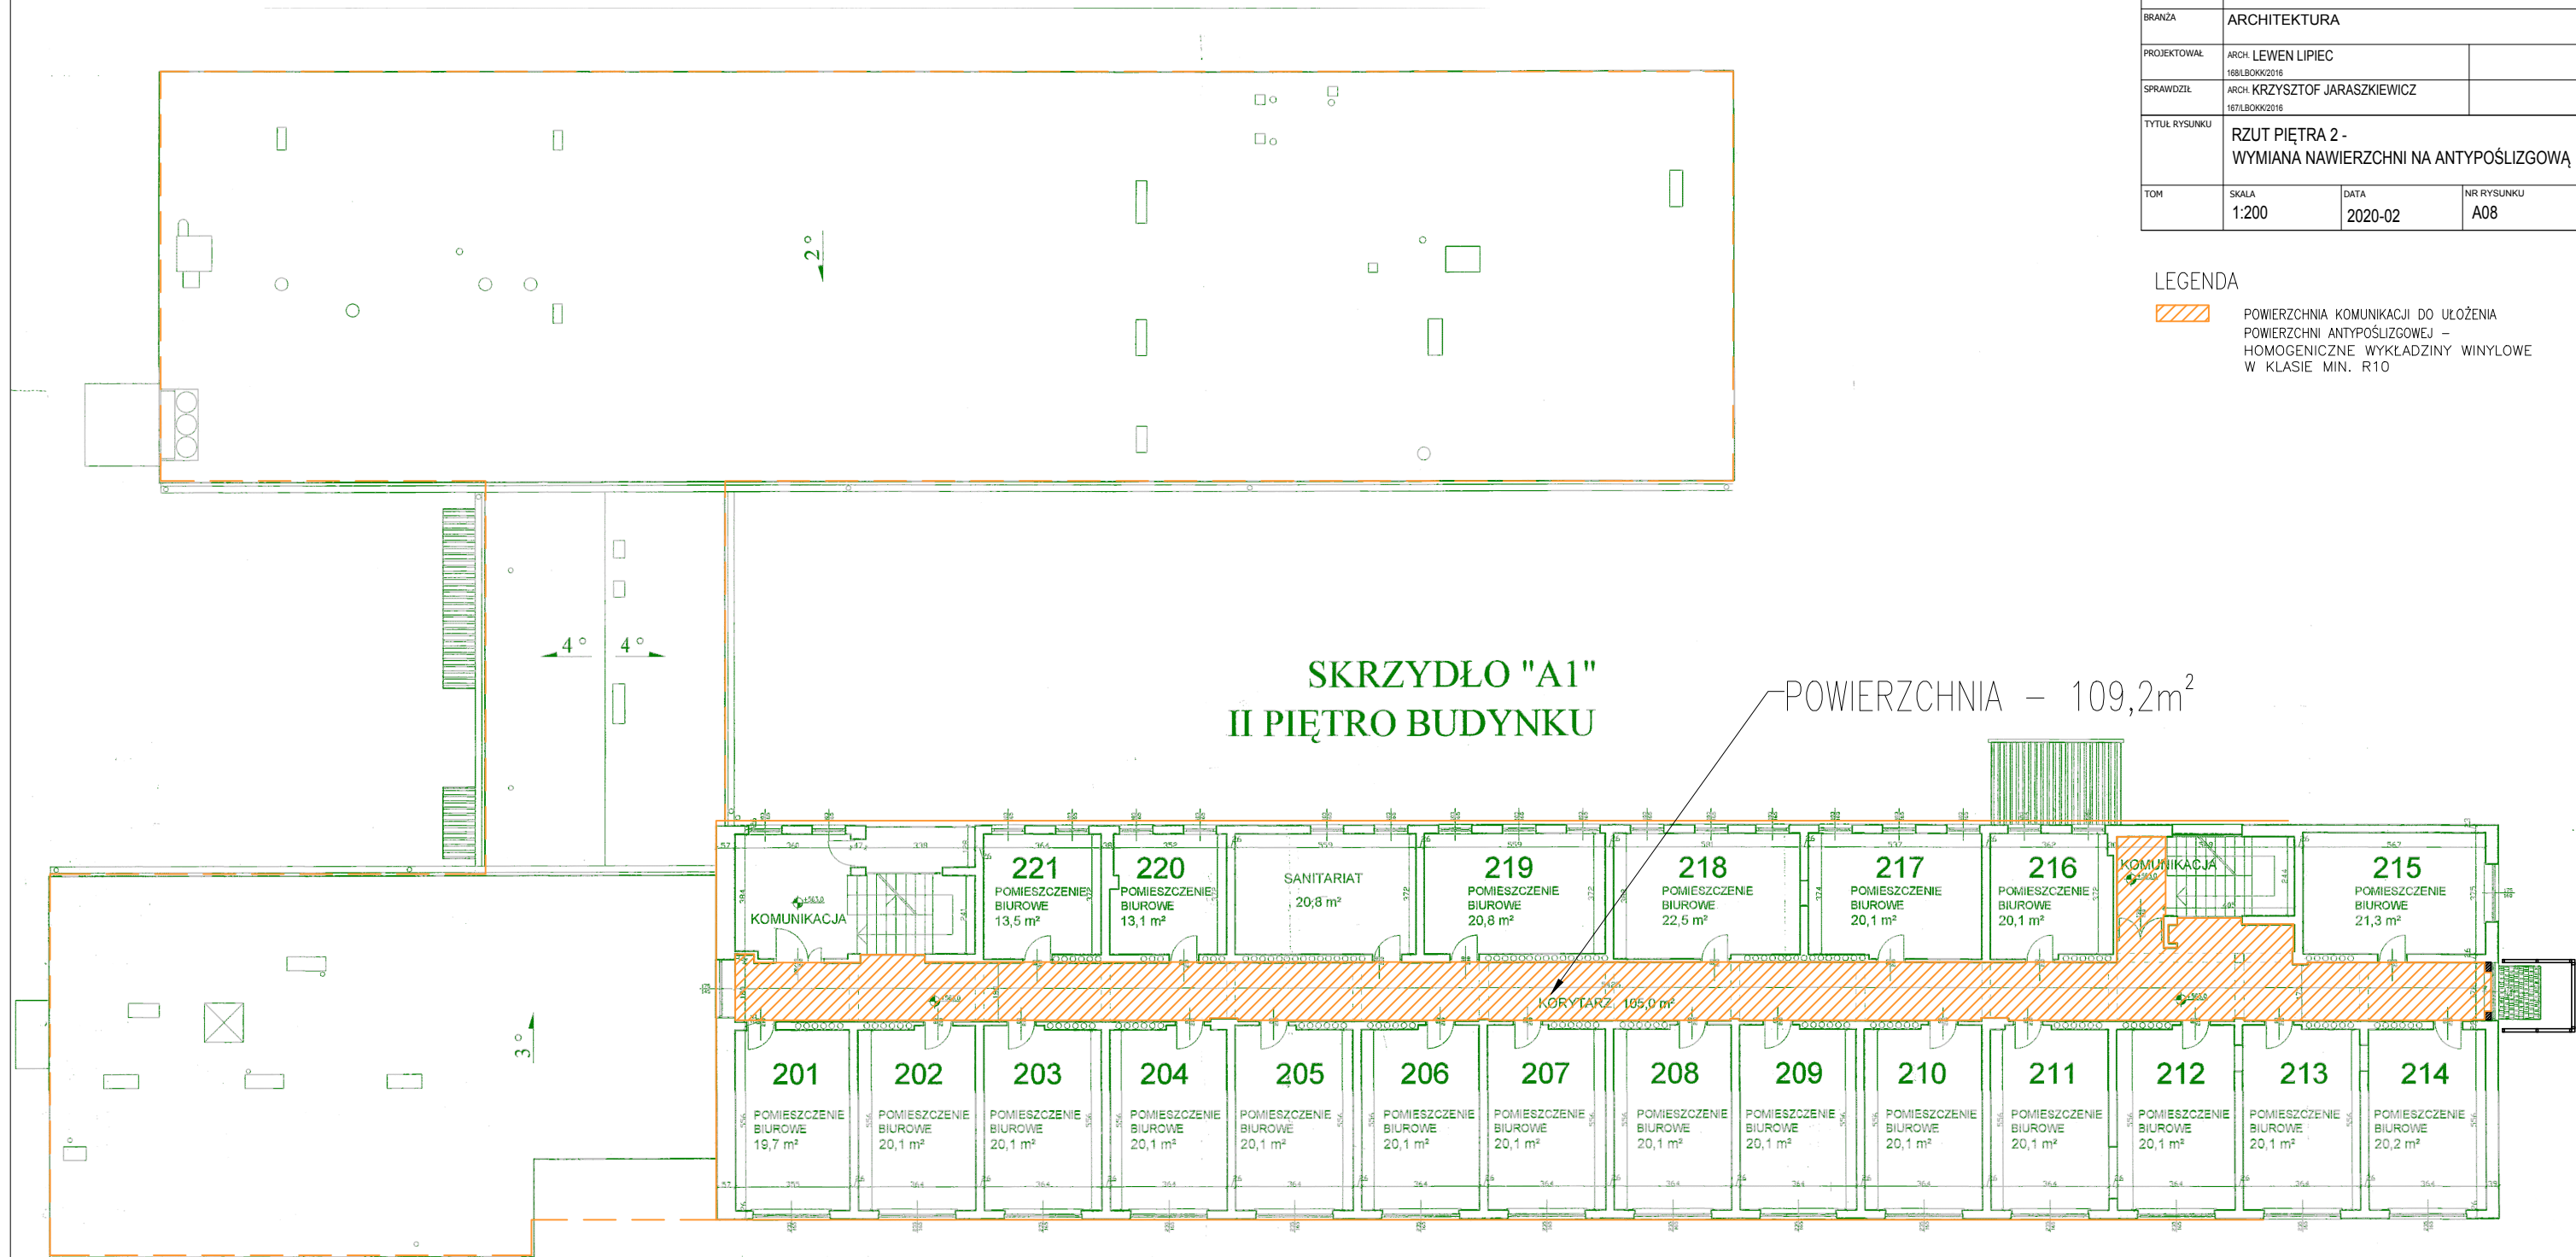 BRANŻA
ARCHITEKTURA
PROJEKTOWAŁ
ARCH. LEWEN LIPIEC
168/LBOKK/2016
SPRAWDZIŁ
ARCH. KRZYSZTOF JARASZKIEWICZ
167/LBOKK/2016
TYTUŁ RYSUNKU
RZUT PIĘTRA 2 -
WYMIANA NAWIERZCHNI NA ANTYPOŚLIZGOWĄ
TOM
SKALA
1:200
DATA
2020-02
NR RYSUNKU
A08
LEGENDA
POWIERZCHNIA KOMUNIKACJI DO UŁOŻENIA
POWIERZCHNI ANTYPOŚLIZGOWEJ –
HOMOGENICZNE WYKŁADZINY WINYLOWE
W KLASIE MIN. R10
2°
4° 4°
3°
SKRZYDŁO "A1"
II PIĘTRO BUDYNKU
POWIERZCHNIA – 109,2m²
KOMUNIKACJA
221
POMIESZCZENIE
BIUROWE
13,5 m²
220
POMIESZCZENIE
BIUROWE
13,1 m²
SANITARIAT
20,8 m²
219
POMIESZCZENIE
BIUROWE
20,8 m²
218
POMIESZCZENIE
BIUROWE
22,5 m²
217
POMIESZCZENIE
BIUROWE
20,1 m²
216
POMIESZCZENIE
BIUROWE
20,1 m²
KOMUNIKACJA
215
POMIESZCZENIE
BIUROWE
21,3 m²
KORYTARZ 105,0 m²
201
POMIESZCZENIE
BIUROWE
19,7 m²
202
POMIESZCZENIE
BIUROWE
20,1 m²
203
POMIESZCZENIE
BIUROWE
20,1 m²
204
POMIESZCZENIE
BIUROWE
20,1 m²
205
POMIESZCZENIE
BIUROWE
20,1 m²
206
POMIESZCZENIE
BIUROWE
20,1 m²
207
POMIESZCZENIE
BIUROWE
20,1 m²
208
POMIESZCZENIE
BIUROWE
20,1 m²
209
POMIESZCZENIE
BIUROWE
20,1 m²
210
POMIESZCZENIE
BIUROWE
20,1 m²
211
POMIESZCZENIE
BIUROWE
20,1 m²
212
POMIESZCZENIE
BIUROWE
20,1 m²
213
POMIESZCZENIE
BIUROWE
20,1 m²
214
POMIESZCZENIE
BIUROWE
20,2 m²